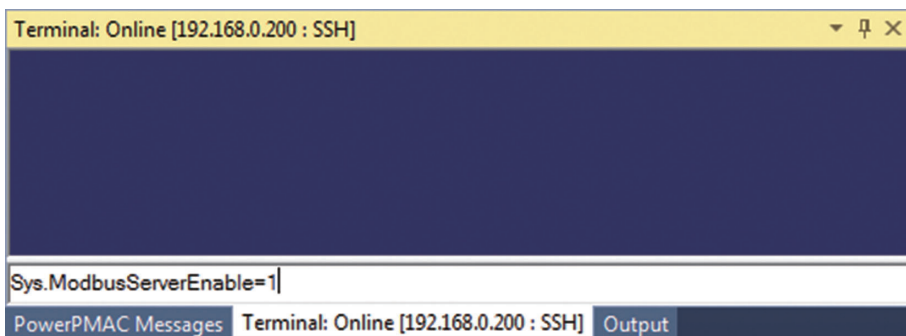 Terminal: Online [192.168.0.200 : SSH]
Sys.ModbusServerEnable=1
PowerPMAC Messages Terminal: Online [192.168.0.200 : SSH] Output